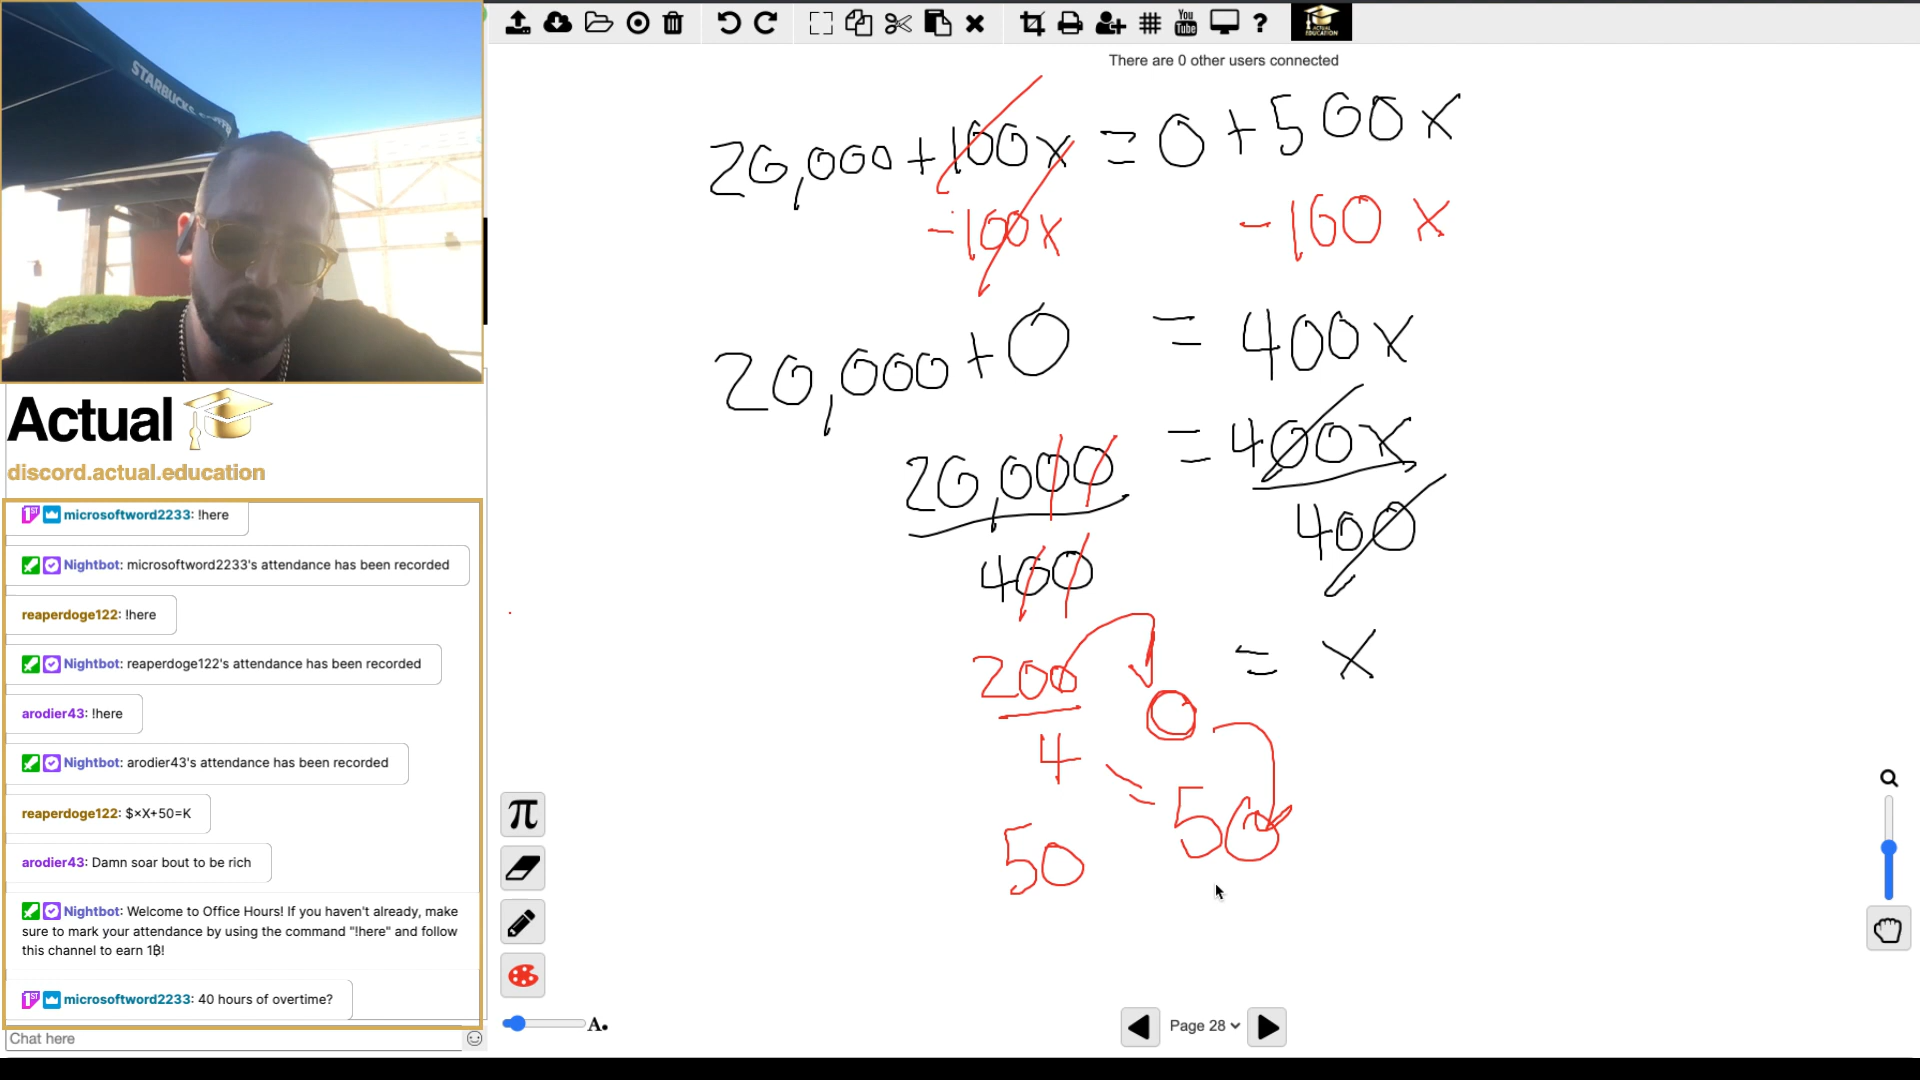 STARBUCKS
Actual
discord.actual.education
microsoftword2233: !here
Nightbot: microsoftword2233's attendance has been recorded
reaperdoge122: !here
Nightbot: reaperdoge122's attendance has been recorded
arodier43: !here
Nightbot: arodier43's attendance has been recorded
reaperdoge122: $×X+50=K
arodier43: Damn soar bout to be rich
Nightbot: Welcome to Office Hours! If you haven't already, make
sure to mark your attendance by using the command "!here" and follow
this channel to earn 1฿!
microsoftword2233: 40 hours of overtime?
Chat here
You
Tube
?
ACTUAL
EDUCATION
There are 0 other users connected
20,000 + 100x = 0 + 500x
-100x -100x
20,000 + 0 = 400x
20,000 = 400x
400 400
200 = x
0
4 = 50
50
π
A.
Page 28